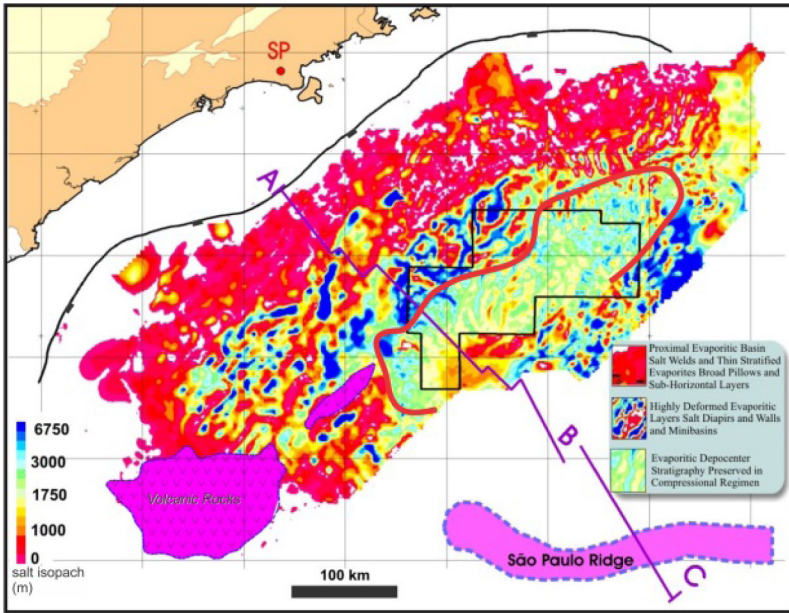 SP
A
Proximal Evaporitic Basin
Salt Welds and Thin Stratified
Evaporites Broad Pillows and
Sub-Horizontal Layers
Highly Deformed Evaporitic
Layers Salt Diapirs and Walls
and Minibasins
Evaporitic Depocenter
Stratigraphy Preserved in
Compressional Regimen
6750
3000
1750
1000
0
salt isopach
(m)
Volcanic Rocks
B
São Paulo Ridge
C
100 km